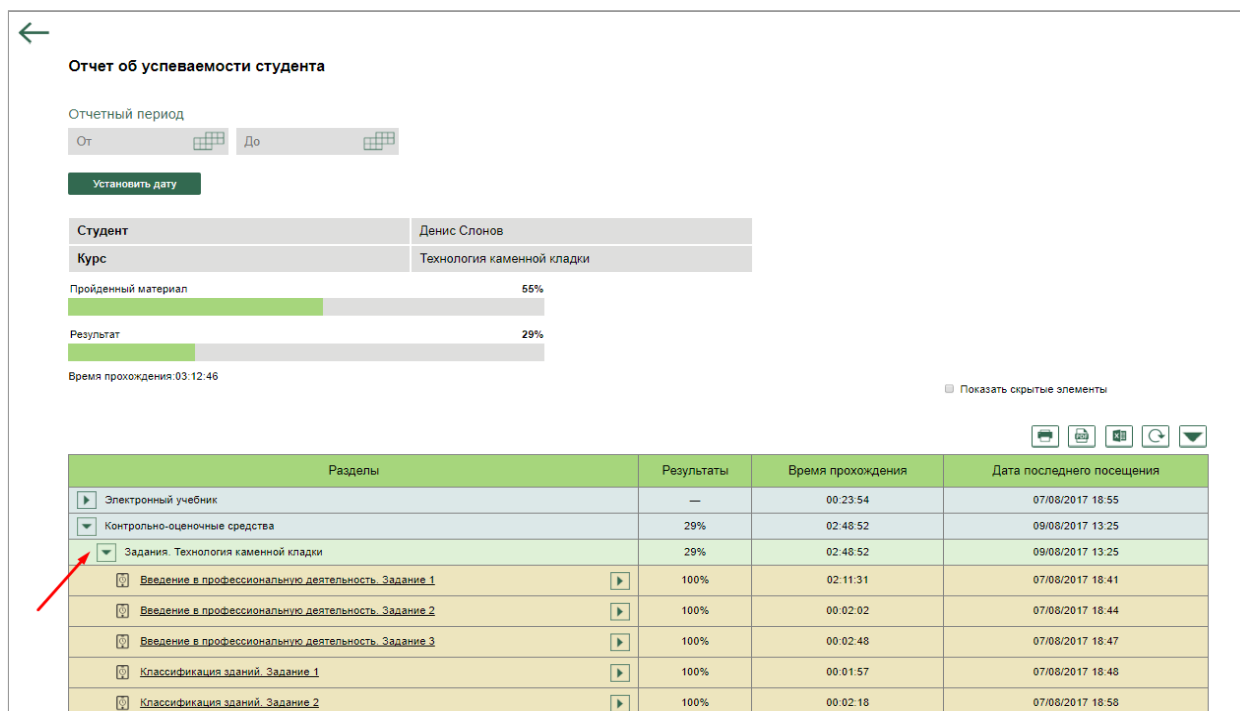 Отчет об успеваемости студента
Отчетный период
От До
Установить дату
Студент Денис Слонов
Курс Технология каменной кладки
Пройденный материал 55%
Результат 29%
Время прохождения:03:12:46
Показать скрытые элементы
PDF
Разделы Результаты Время прохождения Дата последнего посещения
Электронный учебник — 00:23:54 07/08/2017 18:55
Контрольно-оценочные средства 29% 02:48:52 09/08/2017 13:25
Задания. Технология каменной кладки 29% 02:48:52 09/08/2017 13:25
Введение в профессиональную деятельность. Задание 1 100% 02:11:31 07/08/2017 18:41
Введение в профессиональную деятельность. Задание 2 100% 00:02:02 07/08/2017 18:44
Введение в профессиональную деятельность. Задание 3 100% 00:02:48 07/08/2017 18:47
Классификация зданий. Задание 1 100% 00:01:57 07/08/2017 18:48
Классификация зданий. Задание 2 100% 00:02:18 07/08/2017 18:58